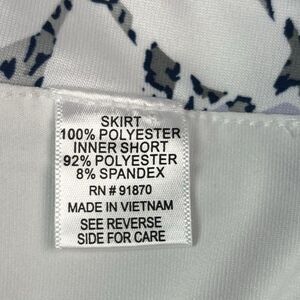 SKIRT
100% POLYESTER
INNER SHORT
92% POLYESTER
8% SPANDEX
RN # 91870
MADE IN VIETNAM
SEE REVERSE
SIDE FOR CARE